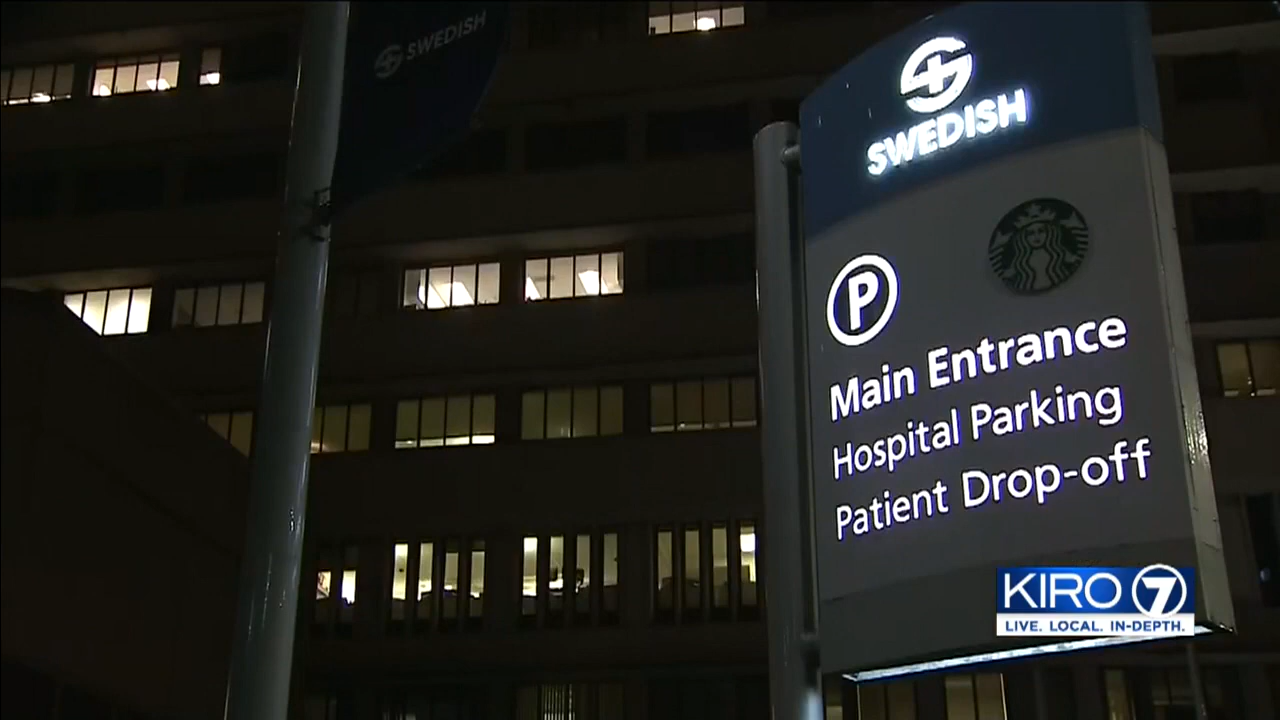 SWEDISH
SWEDISH
P
Main Entrance
Hospital Parking
Patient Drop-off
KIRO 7
LIVE. LOCAL. IN-DEPTH.